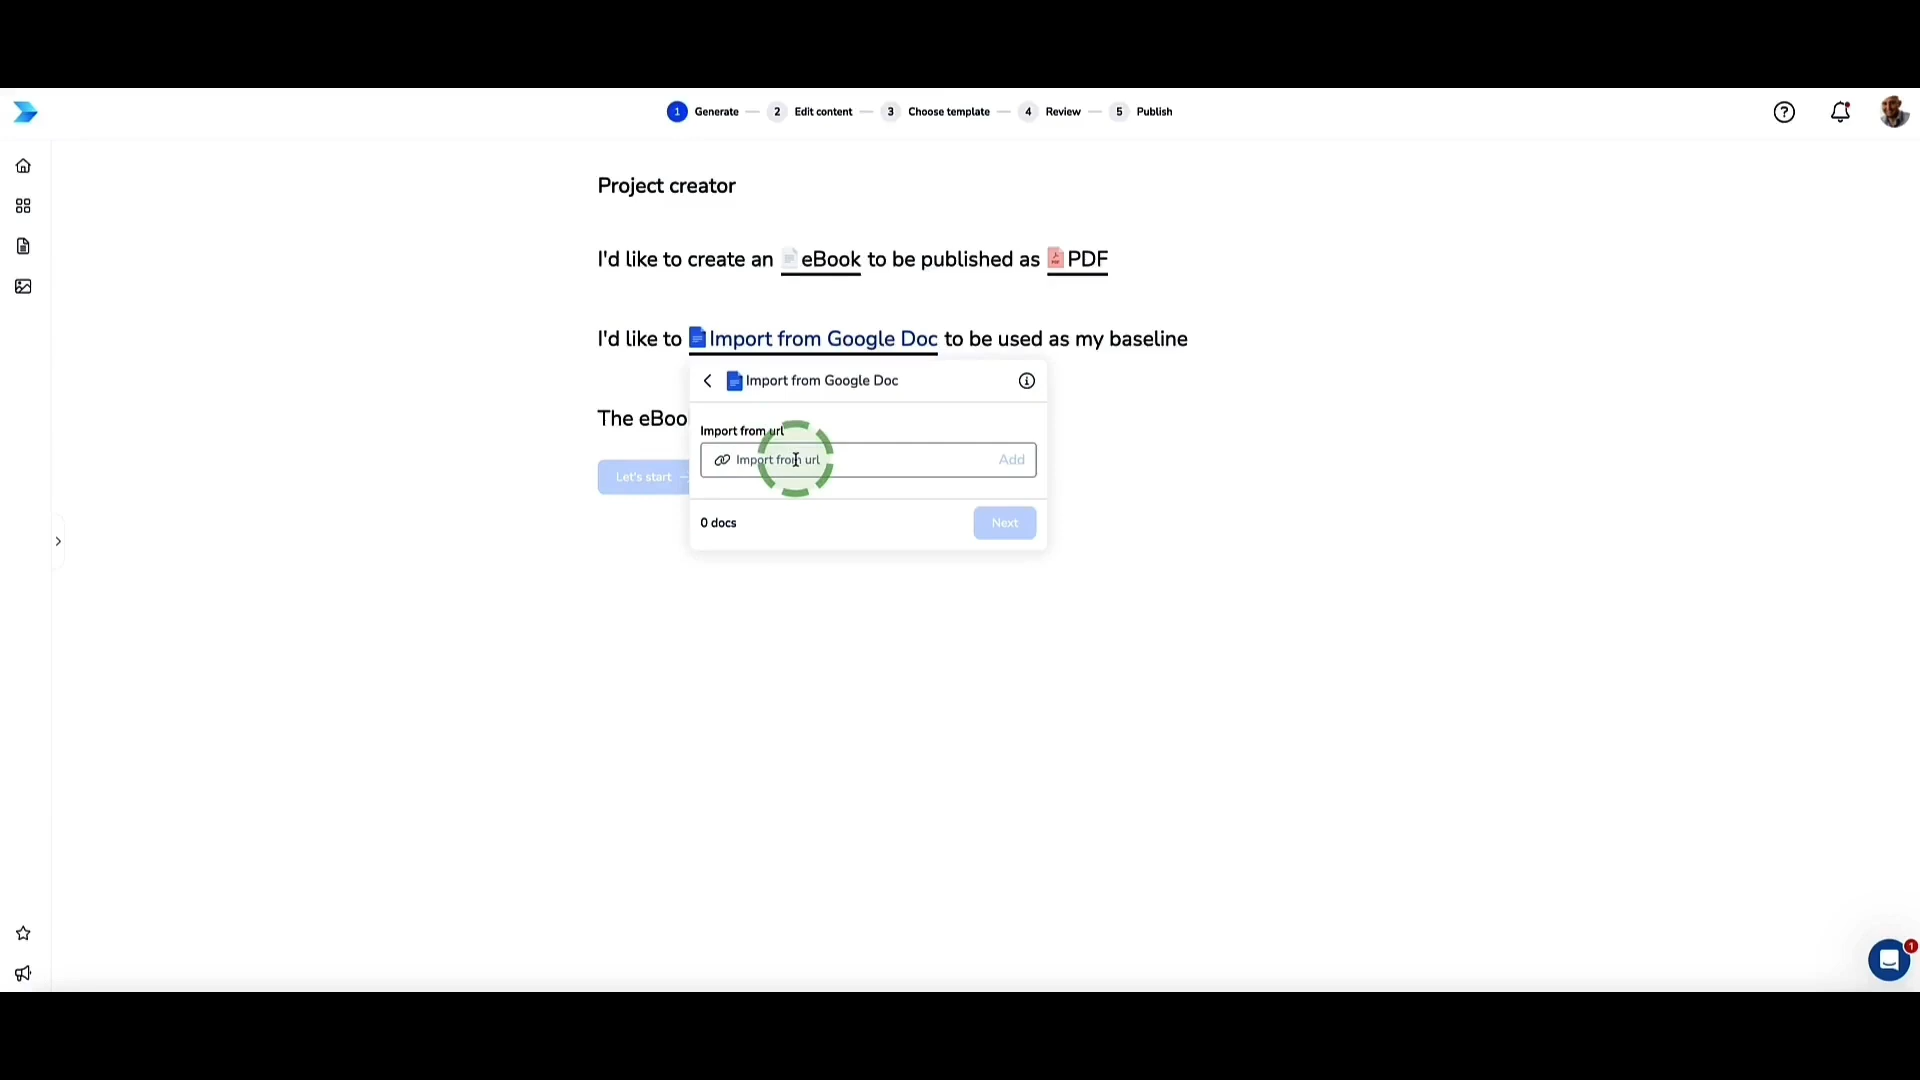 1 Generate 2 Edit content 3 Choose template 4 Review 5 Publish
Project creator
I'd like to create an eBook to be published as PDF
I'd like to Import from Google Doc to be used as my baseline
Import from Google Doc
The eBoo
Import from url
Import from url Add
Let's start
0 docs Next
1